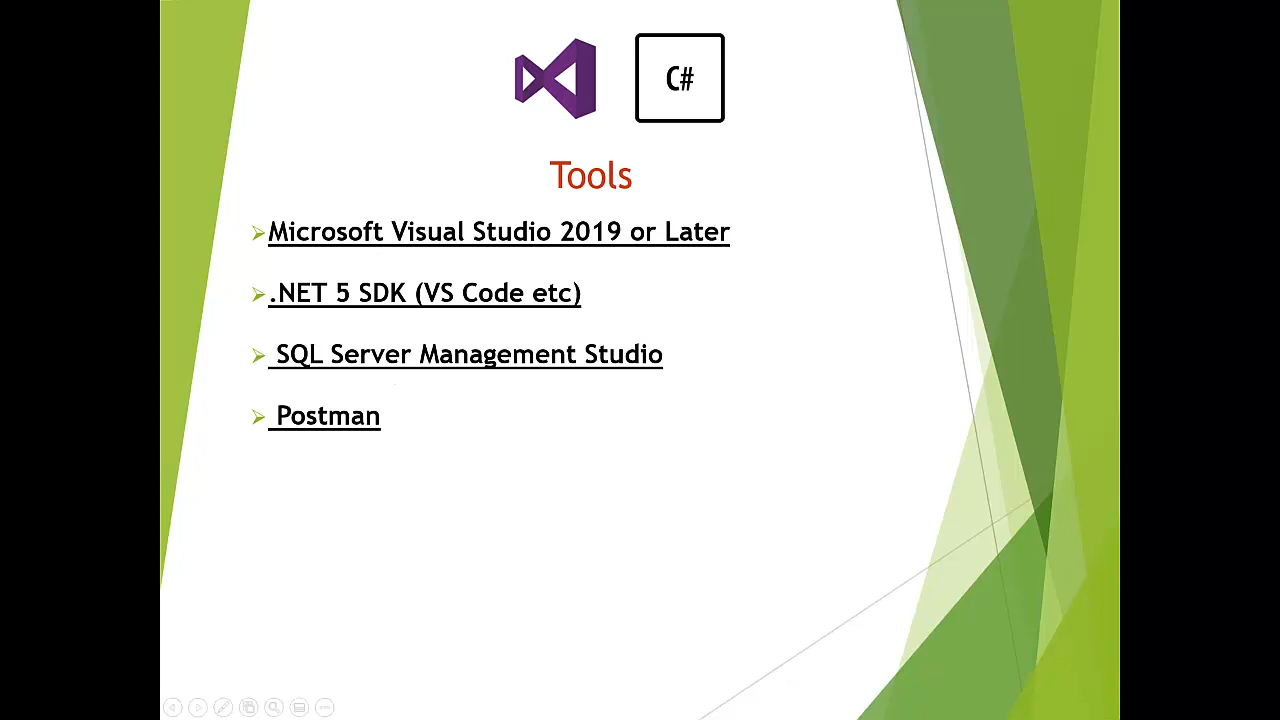 C#
Tools
Microsoft Visual Studio 2019 or Later
.NET 5 SDK (VS Code etc)
SQL Server Management Studio
Postman